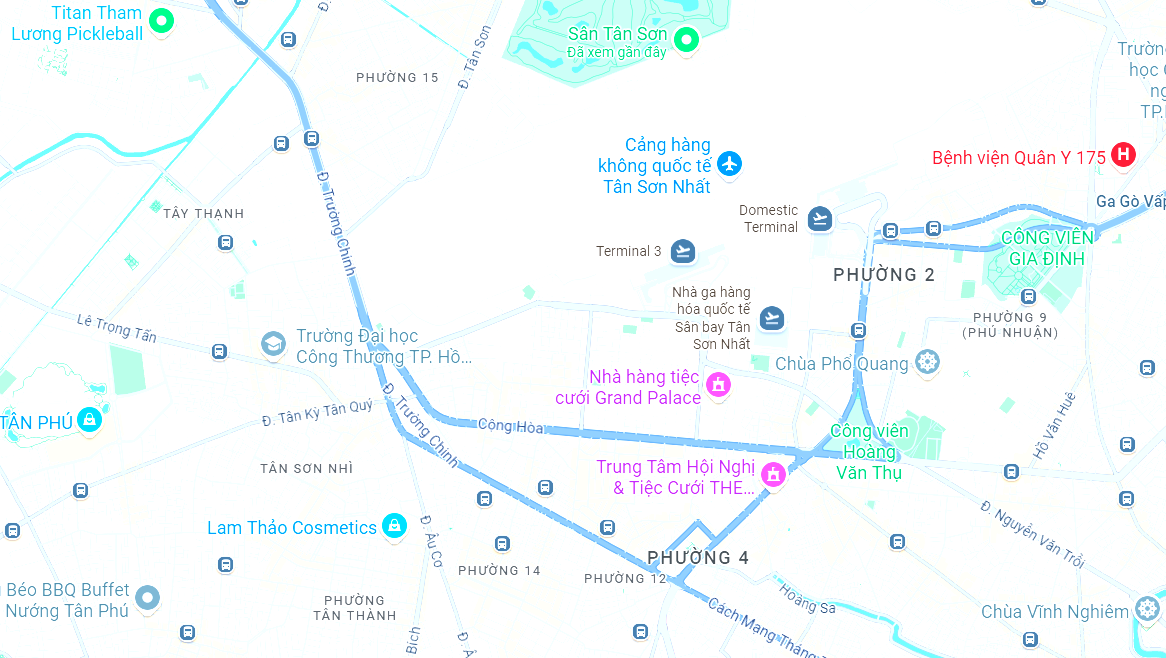 Titan Tham
Lương Pickleball
Đ. Tân Sơn
PHƯỜNG 15
Sân Tân Sơn
Đã xem gần đây
Trườn
học
TP.
Cảng hàng
không quốc tế
Tân Sơn Nhất
Bệnh viện Quân Y 175
H
Ga Gò Vấp
Đ. Trường Chinh
TÂY THẠNH
Domestic
Terminal
Terminal 3
CÔNG VIÊN
GIA ĐỊNH
PHƯỜNG 2
Nhà ga hàng
hóa quốc tế
Sân bay Tân
Sơn Nhất
PHƯỜNG 9
(PHÚ NHUẬN)
Lê Trọng Tấn
Trường Đại học
Công Thương TP. Hồ...
Chùa Phổ Quang
Nhà hàng tiệc
cưới Grand Palace
TÂN PHÚ
Đ. Tân Kỳ Tân Quý
Đ. Trường Chinh
Cộng Hòa
Hồ Văn Huê
Công viên
Hoàng
Văn Thụ
TÂN SƠN NHÌ
Trung Tâm Hội Nghị
& Tiệc Cưới THE...
Lam Thảo Cosmetics
Đ. Âu Cơ
Đ. Nguyễn Văn Trỗi
PHƯỜNG 14
PHƯỜNG 4
PHƯỜNG 12
Béo BBQ Buffet
Nướng Tân Phú
PHƯỜNG
TÂN THÀNH
Hoàng Sa
Cách Mạng Tháng
Chùa Vĩnh Nghiêm
Bích